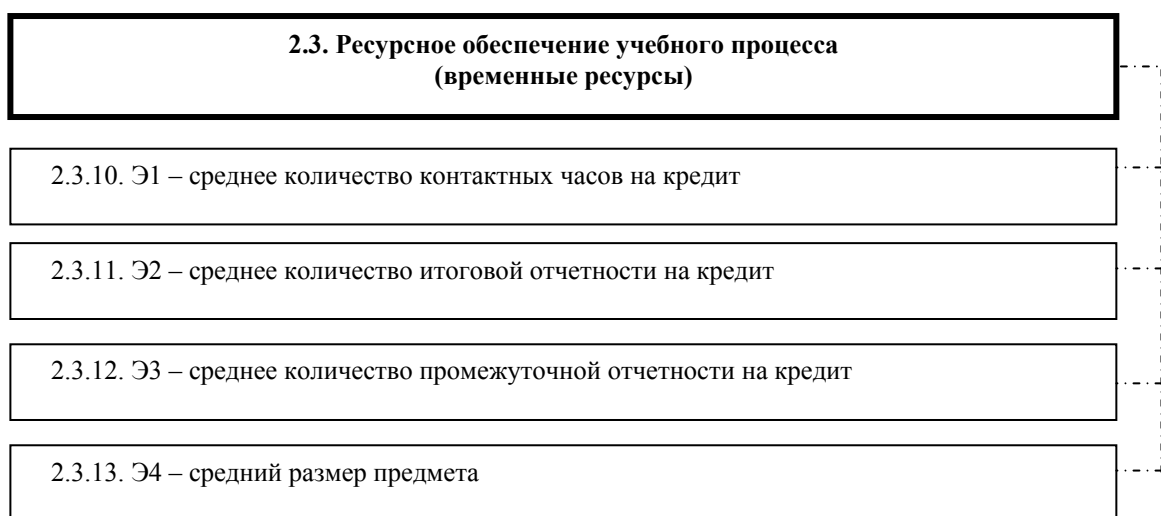 2.3. Ресурсное обеспечение учебного процесса
(временные ресурсы)
2.3.10. Э1 – среднее количество контактных часов на кредит
2.3.11. Э2 – среднее количество итоговой отчетности на кредит
2.3.12. Э3 – среднее количество промежуточной отчетности на кредит
2.3.13. Э4 – средний размер предмета